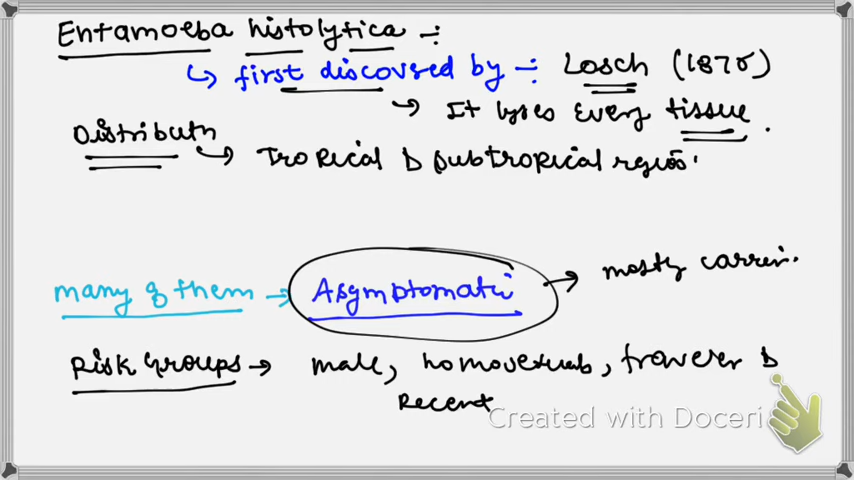 Entamoeba histolytica :-
↳ first discovered by :- Losch (1875)
↳ It lyses Every tissue.
Distributn
↳ Tropical & subtropical region.
many of them → Asymptomatic → mostly carrier.
Risk Groups → male, homosexuals, traveler &
Recent
Created with Doceri